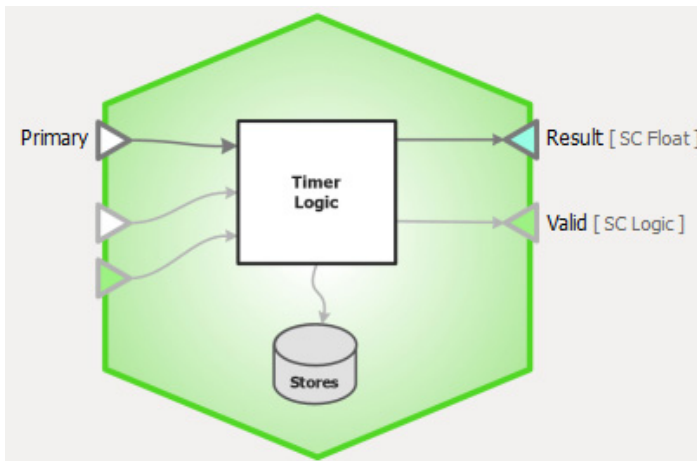 Primary
Timer
Logic
Result [ SC Float ]
Valid [ SC Logic ]
Stores